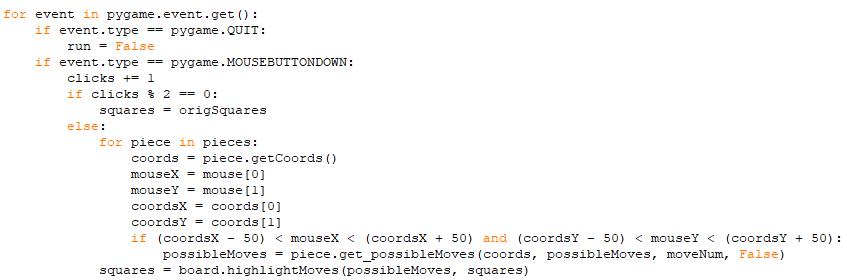 for event in pygame.event.get():
    if event.type == pygame.QUIT:
        run = False
    if event.type == pygame.MOUSEBUTTONDOWN:
        clicks += 1
        if clicks % 2 == 0:
            squares = origSquares
        else:
            for piece in pieces:
                coords = piece.getCoords()
                mouseX = mouse[0]
                mouseY = mouse[1]
                coordsX = coords[0]
                coordsY = coords[1]
                if (coordsX - 50) < mouseX < (coordsX + 50) and (coordsY - 50) < mouseY < (coordsY + 50):
                    possibleMoves = piece.get_possibleMoves(coords, possibleMoves, moveNum, False)
            squares = board.highlightMoves(possibleMoves, squares)